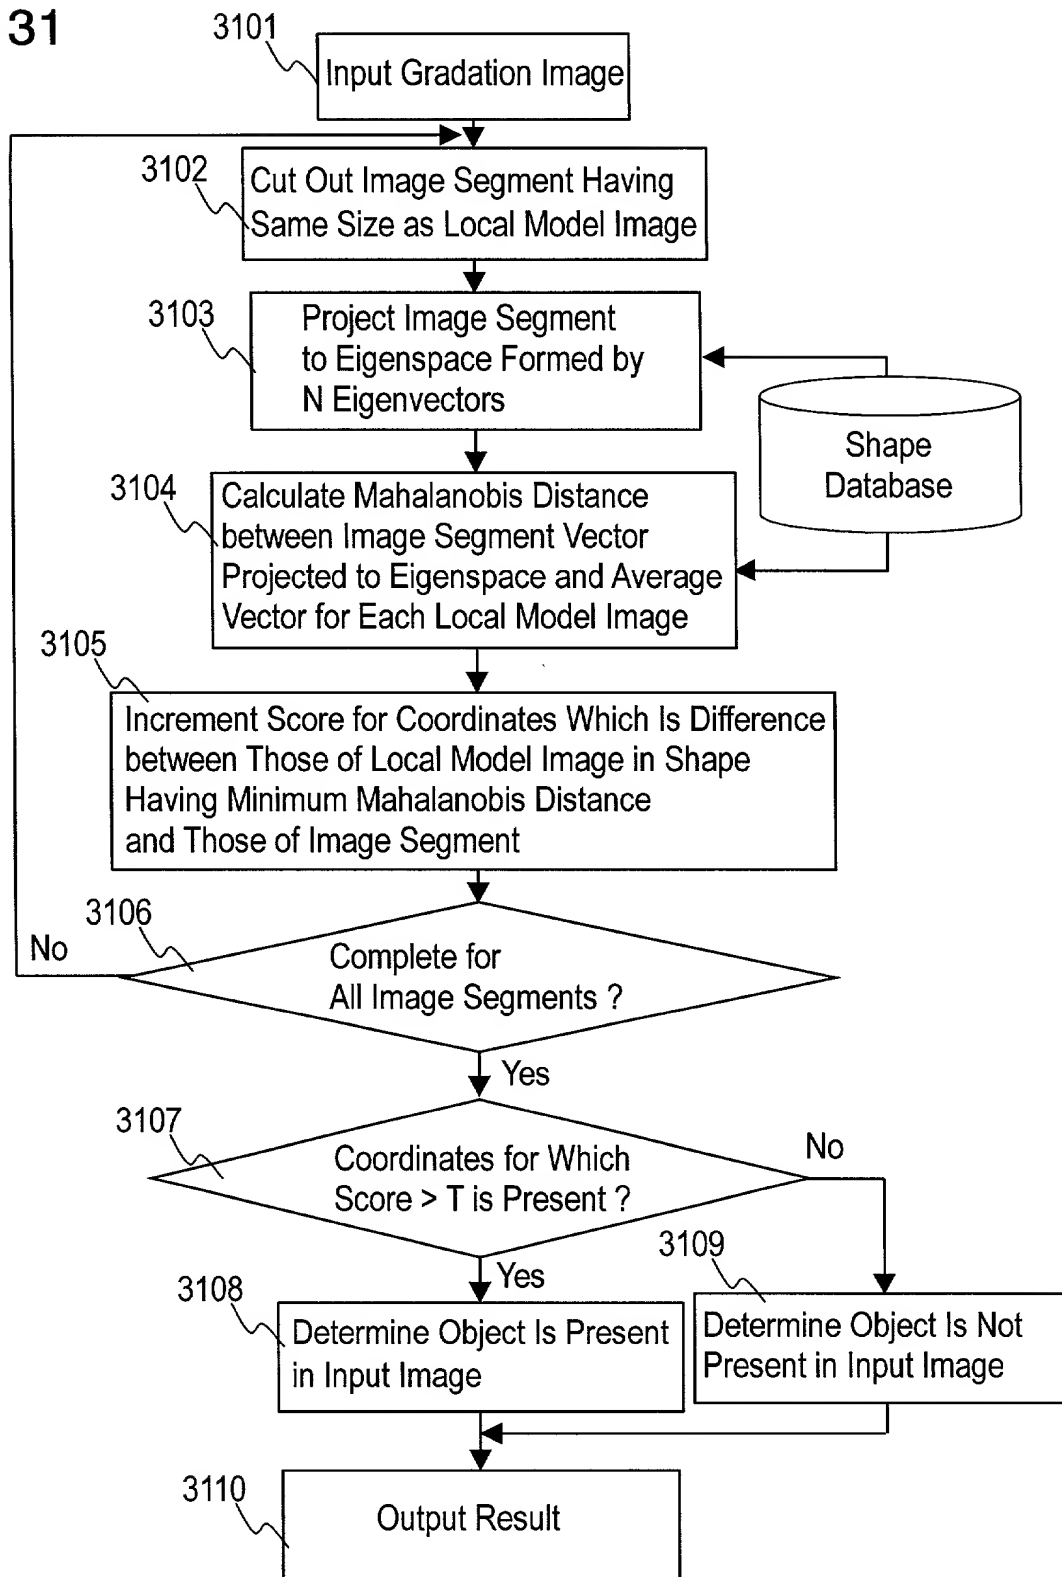 31
3101
Input Gradation Image
3102
Cut Out Image Segment Having
Same Size as Local Model Image
3103
Project Image Segment
to Eigenspace Formed by
N Eigenvectors
Shape
Database
3104
Calculate Mahalanobis Distance
between Image Segment Vector
Projected to Eigenspace and Average
Vector for Each Local Model Image
3105
Increment Score for Coordinates Which Is Difference
between Those of Local Model Image in Shape
Having Minimum Mahalanobis Distance
and Those of Image Segment
3106
No
Complete for
All Image Segments ?
Yes
3107
Coordinates for Which
Score > T is Present ?
No
Yes
3108
Determine Object Is Present
in Input Image
3109
Determine Object Is Not
Present in Input Image
3110
Output Result